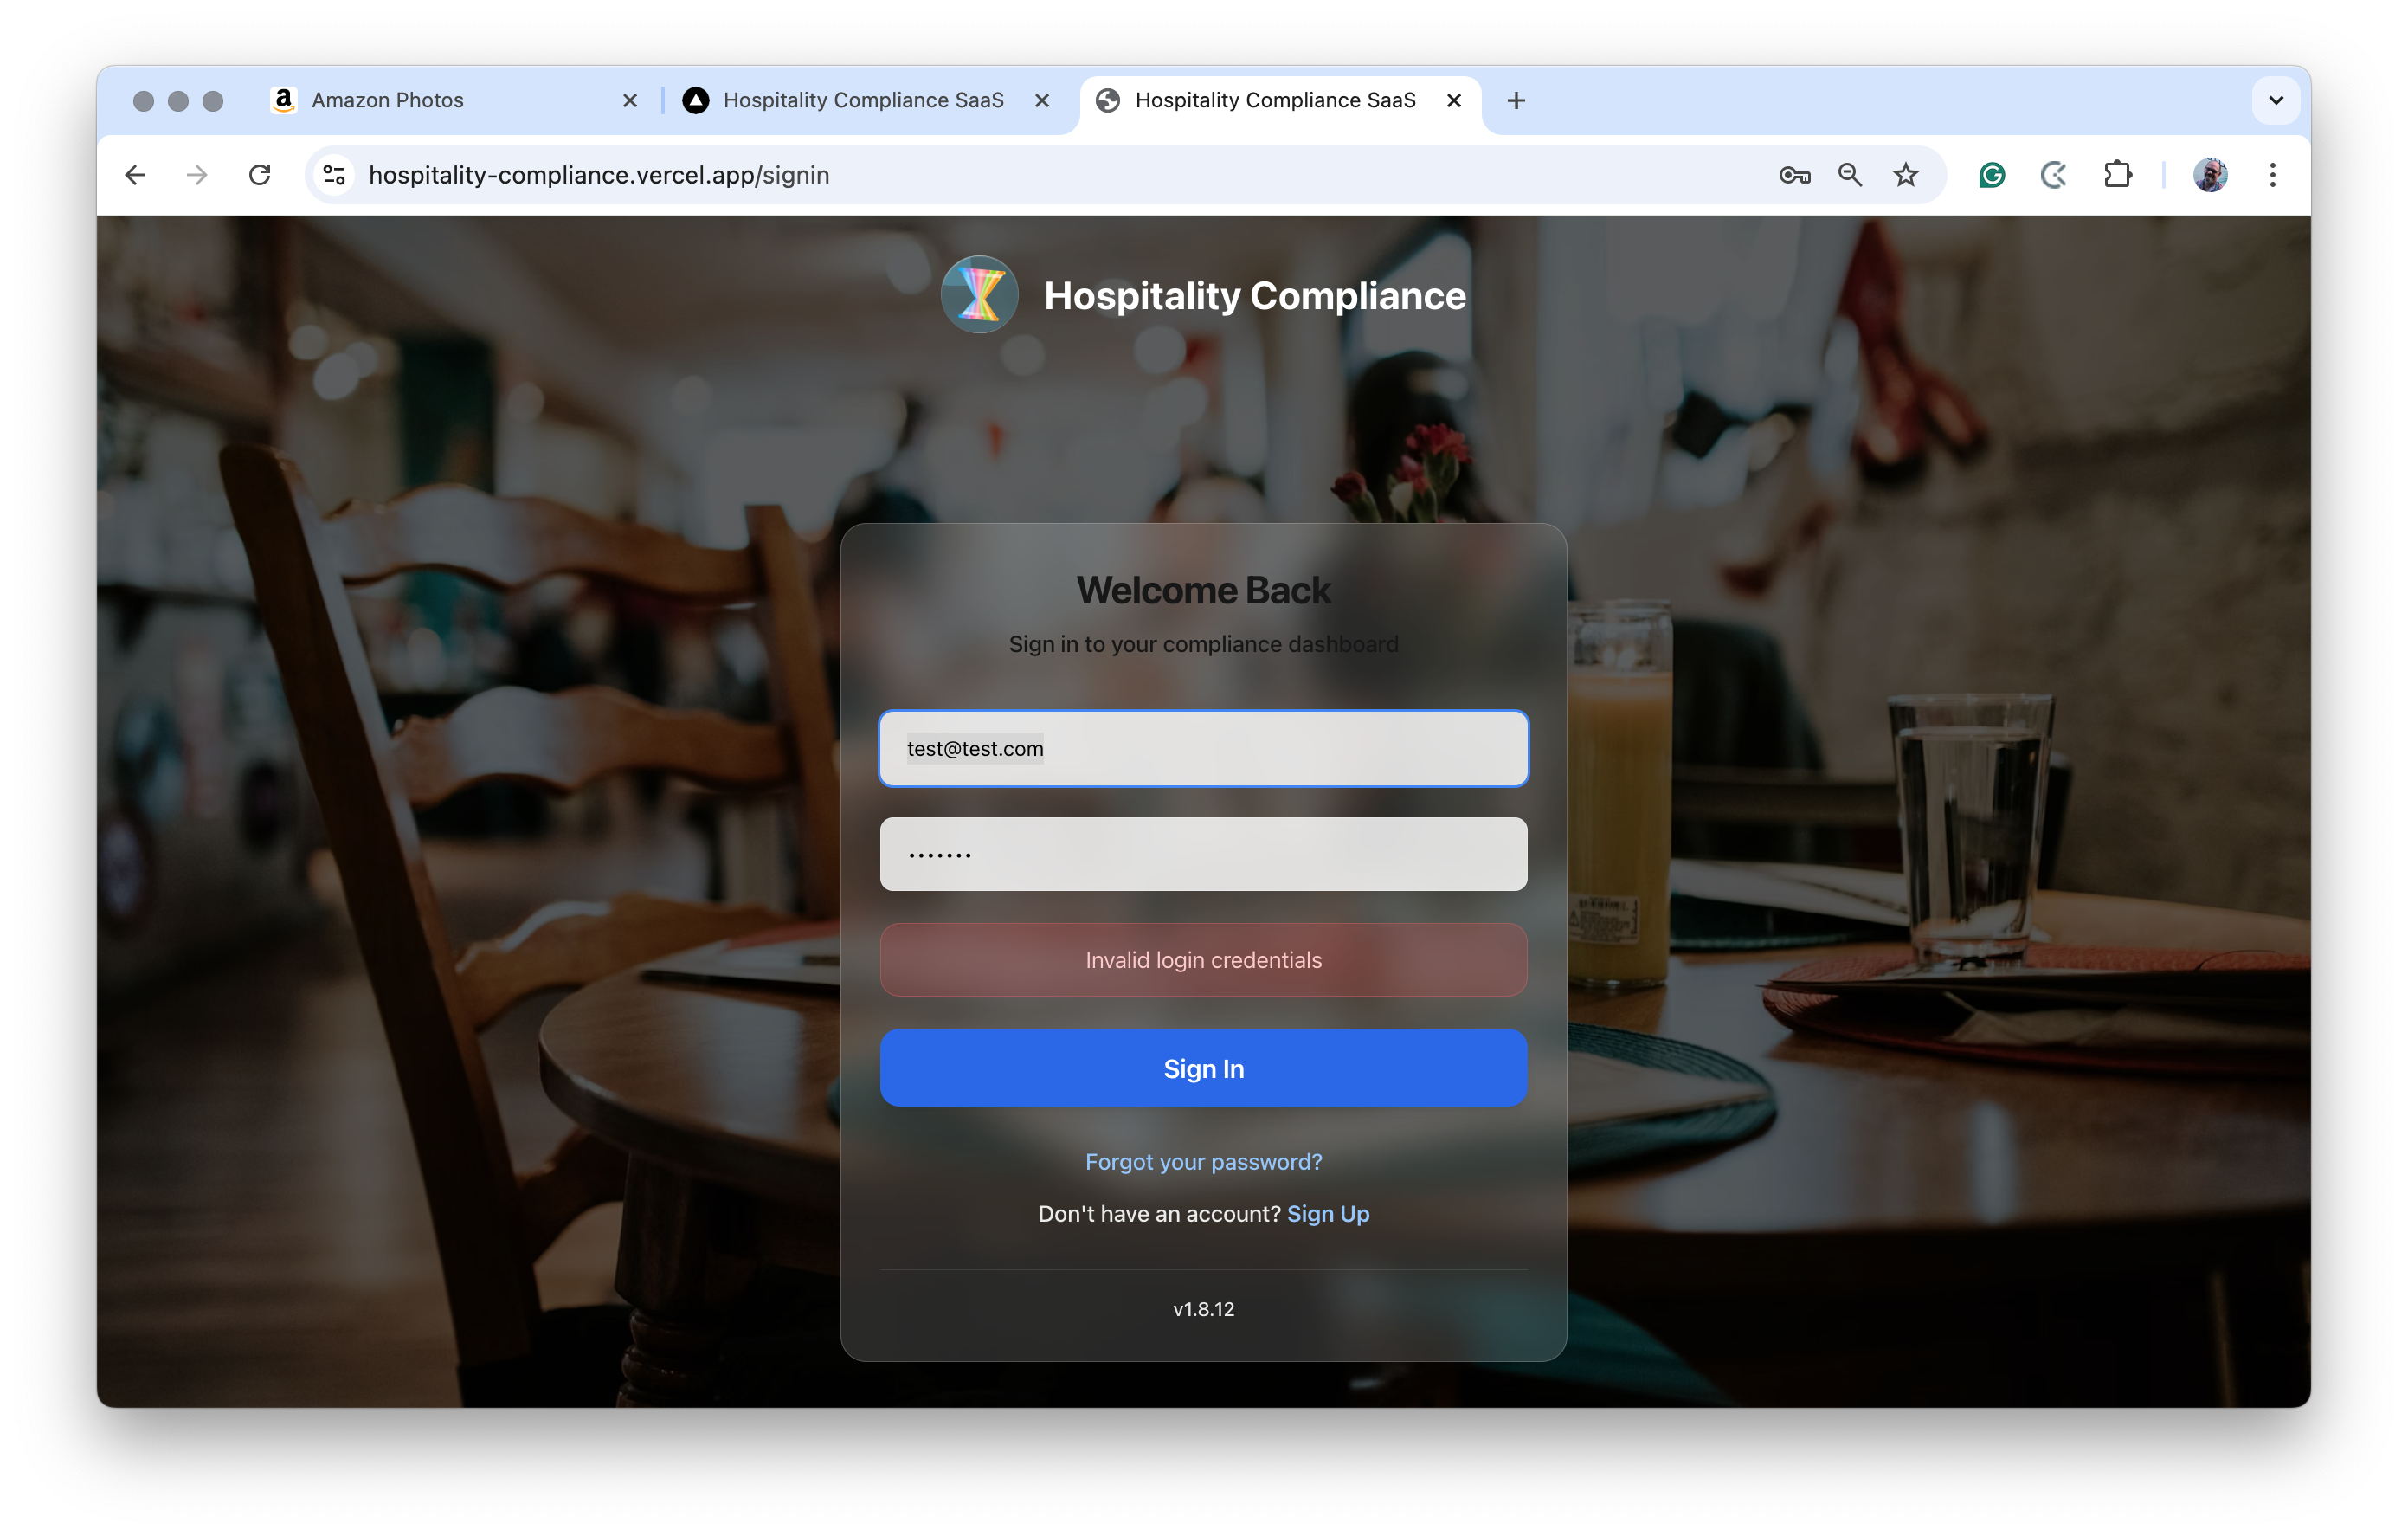 Amazon Photos
Hospitality Compliance SaaS
Hospitality Compliance SaaS
hospitality-compliance.vercel.app/signin
Hospitality Compliance
Welcome Back
Sign in to your compliance dashboard
test@test.com
•••••••
Invalid login credentials
Sign In
Forgot your password?
Don't have an account? Sign Up
v1.8.12